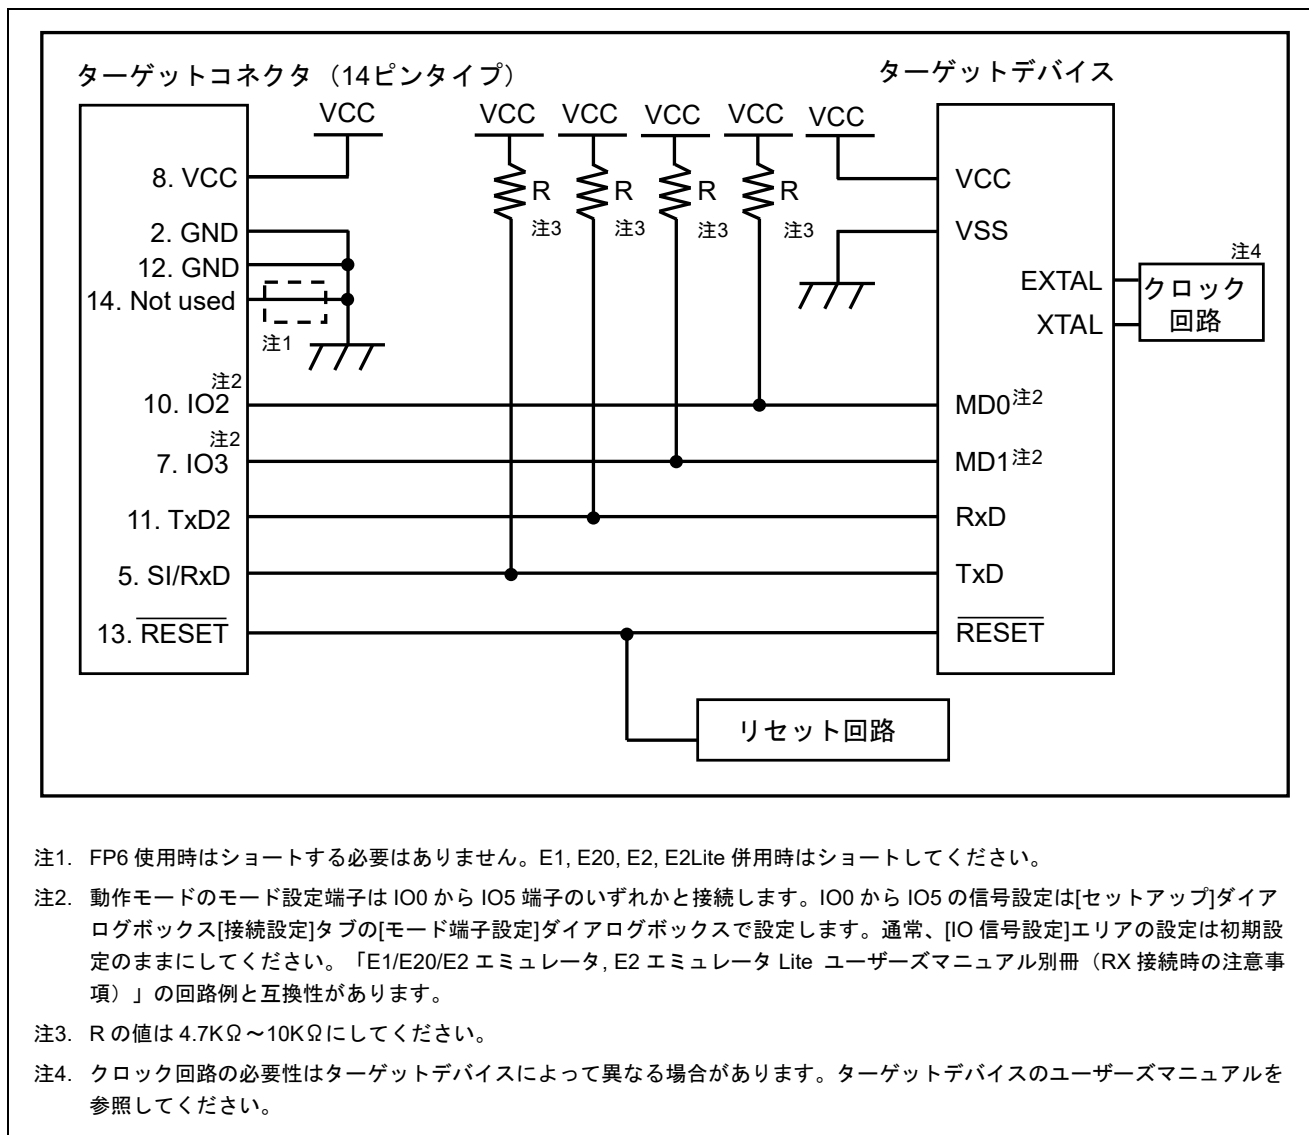 ターゲットコネクタ（14ピンタイプ）
ターゲットデバイス
VCC
VCC
VCC
VCC
VCC
VCC
8. VCC
R
R
R
R
VCC
注3
注3
注3
注3
2. GND
VSS
12. GND
注4
14. Not used
EXTAL
クロック
回路
XTAL
注1
注2
10. IO2
MD0注2
注2
7. IO3
MD1注2
11. TxD2
RxD
5. SI/RxD
TxD
13. RESET
RESET
リセット回路
注1. FP6 使用時はショートする必要はありません。E1, E20, E2, E2Lite 併用時はショートしてください。
注2. 動作モードのモード設定端子は IO0 から IO5 端子のいずれかと接続します。IO0 から IO5 の信号設定は[セットアップ]ダイア
ログボックス[接続設定]タブの[モード端子設定]ダイアログボックスで設定します。通常、[IO 信号設定]エリアの設定は初期設
定のままにしてください。「E1/E20/E2 エミュレータ, E2 エミュレータ Lite ユーザーズマニュアル別冊（RX 接続時の注意事
項）」の回路例と互換性があります。
注3. R の値は 4.7KΩ～10KΩにしてください。
注4. クロック回路の必要性はターゲットデバイスによって異なる場合があります。ターゲットデバイスのユーザーズマニュアルを
参照してください。